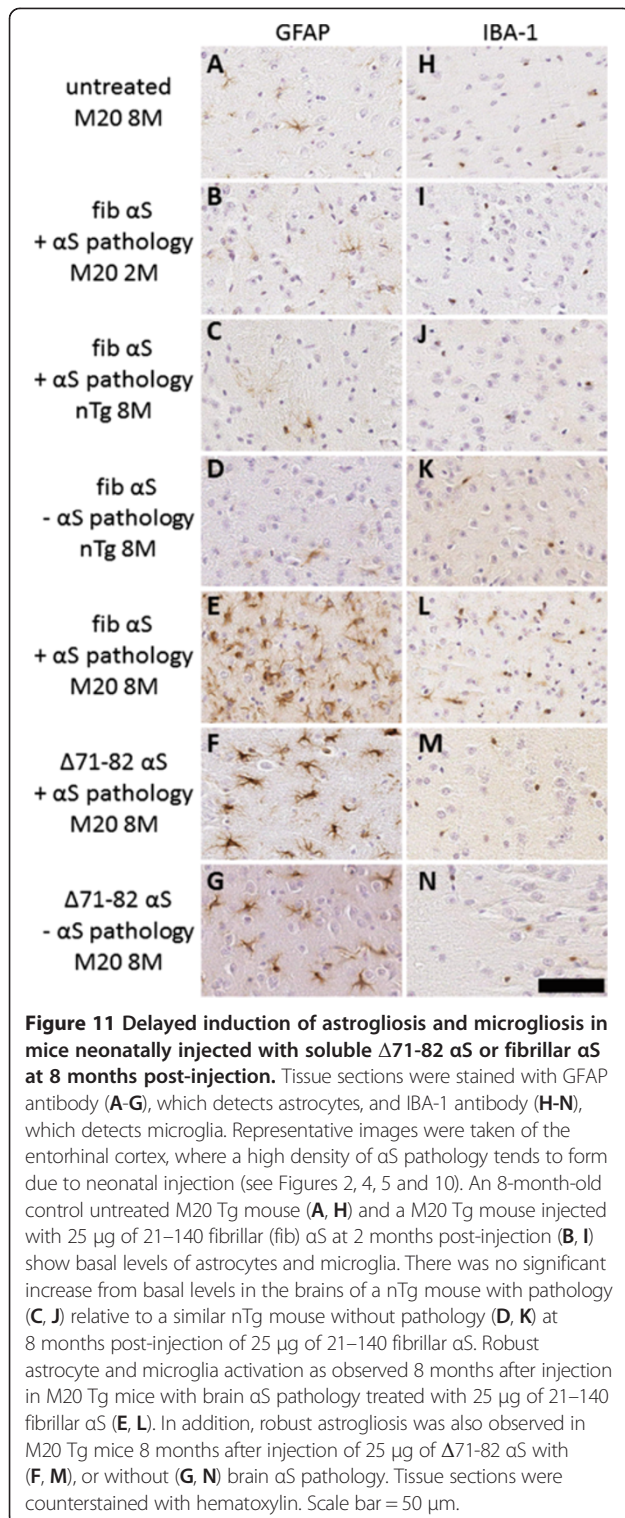 GFAP IBA-1
untreated
M20 8M
A H
fib αS
+ αS pathology
M20 2M
B I
fib αS
+ αS pathology
nTg 8M
C J
fib αS
- αS pathology
nTg 8M
D K
fib αS
+ αS pathology
M20 8M
E L
Δ71-82 αS
+ αS pathology
M20 8M
F M
Δ71-82 αS
- αS pathology
M20 8M
G N
Figure 11 Delayed induction of astrogliosis and microgliosis in
mice neonatally injected with soluble Δ71-82 αS or fibrillar αS
at 8 months post-injection. Tissue sections were stained with GFAP
antibody (A-G), which detects astrocytes, and IBA-1 antibody (H-N),
which detects microglia. Representative images were taken of the
entorhinal cortex, where a high density of αS pathology tends to form
due to neonatal injection (see Figures 2, 4, 5 and 10). An 8-month-old
control untreated M20 Tg mouse (A, H) and a M20 Tg mouse injected
with 25 μg of 21–140 fibrillar (fib) αS at 2 months post-injection (B, I)
show basal levels of astrocytes and microglia. There was no significant
increase from basal levels in the brains of a nTg mouse with pathology
(C, J) relative to a similar nTg mouse without pathology (D, K) at
8 months post-injection of 25 μg of 21–140 fibrillar αS. Robust
astrocyte and microglia activation as observed 8 months after injection
in M20 Tg mice with brain αS pathology treated with 25 μg of 21–140
fibrillar αS (E, L). In addition, robust astrogliosis was also observed in
M20 Tg mice 8 months after injection of 25 μg of Δ71-82 αS with
(F, M), or without (G, N) brain αS pathology. Tissue sections were
counterstained with hematoxylin. Scale bar = 50 μm.